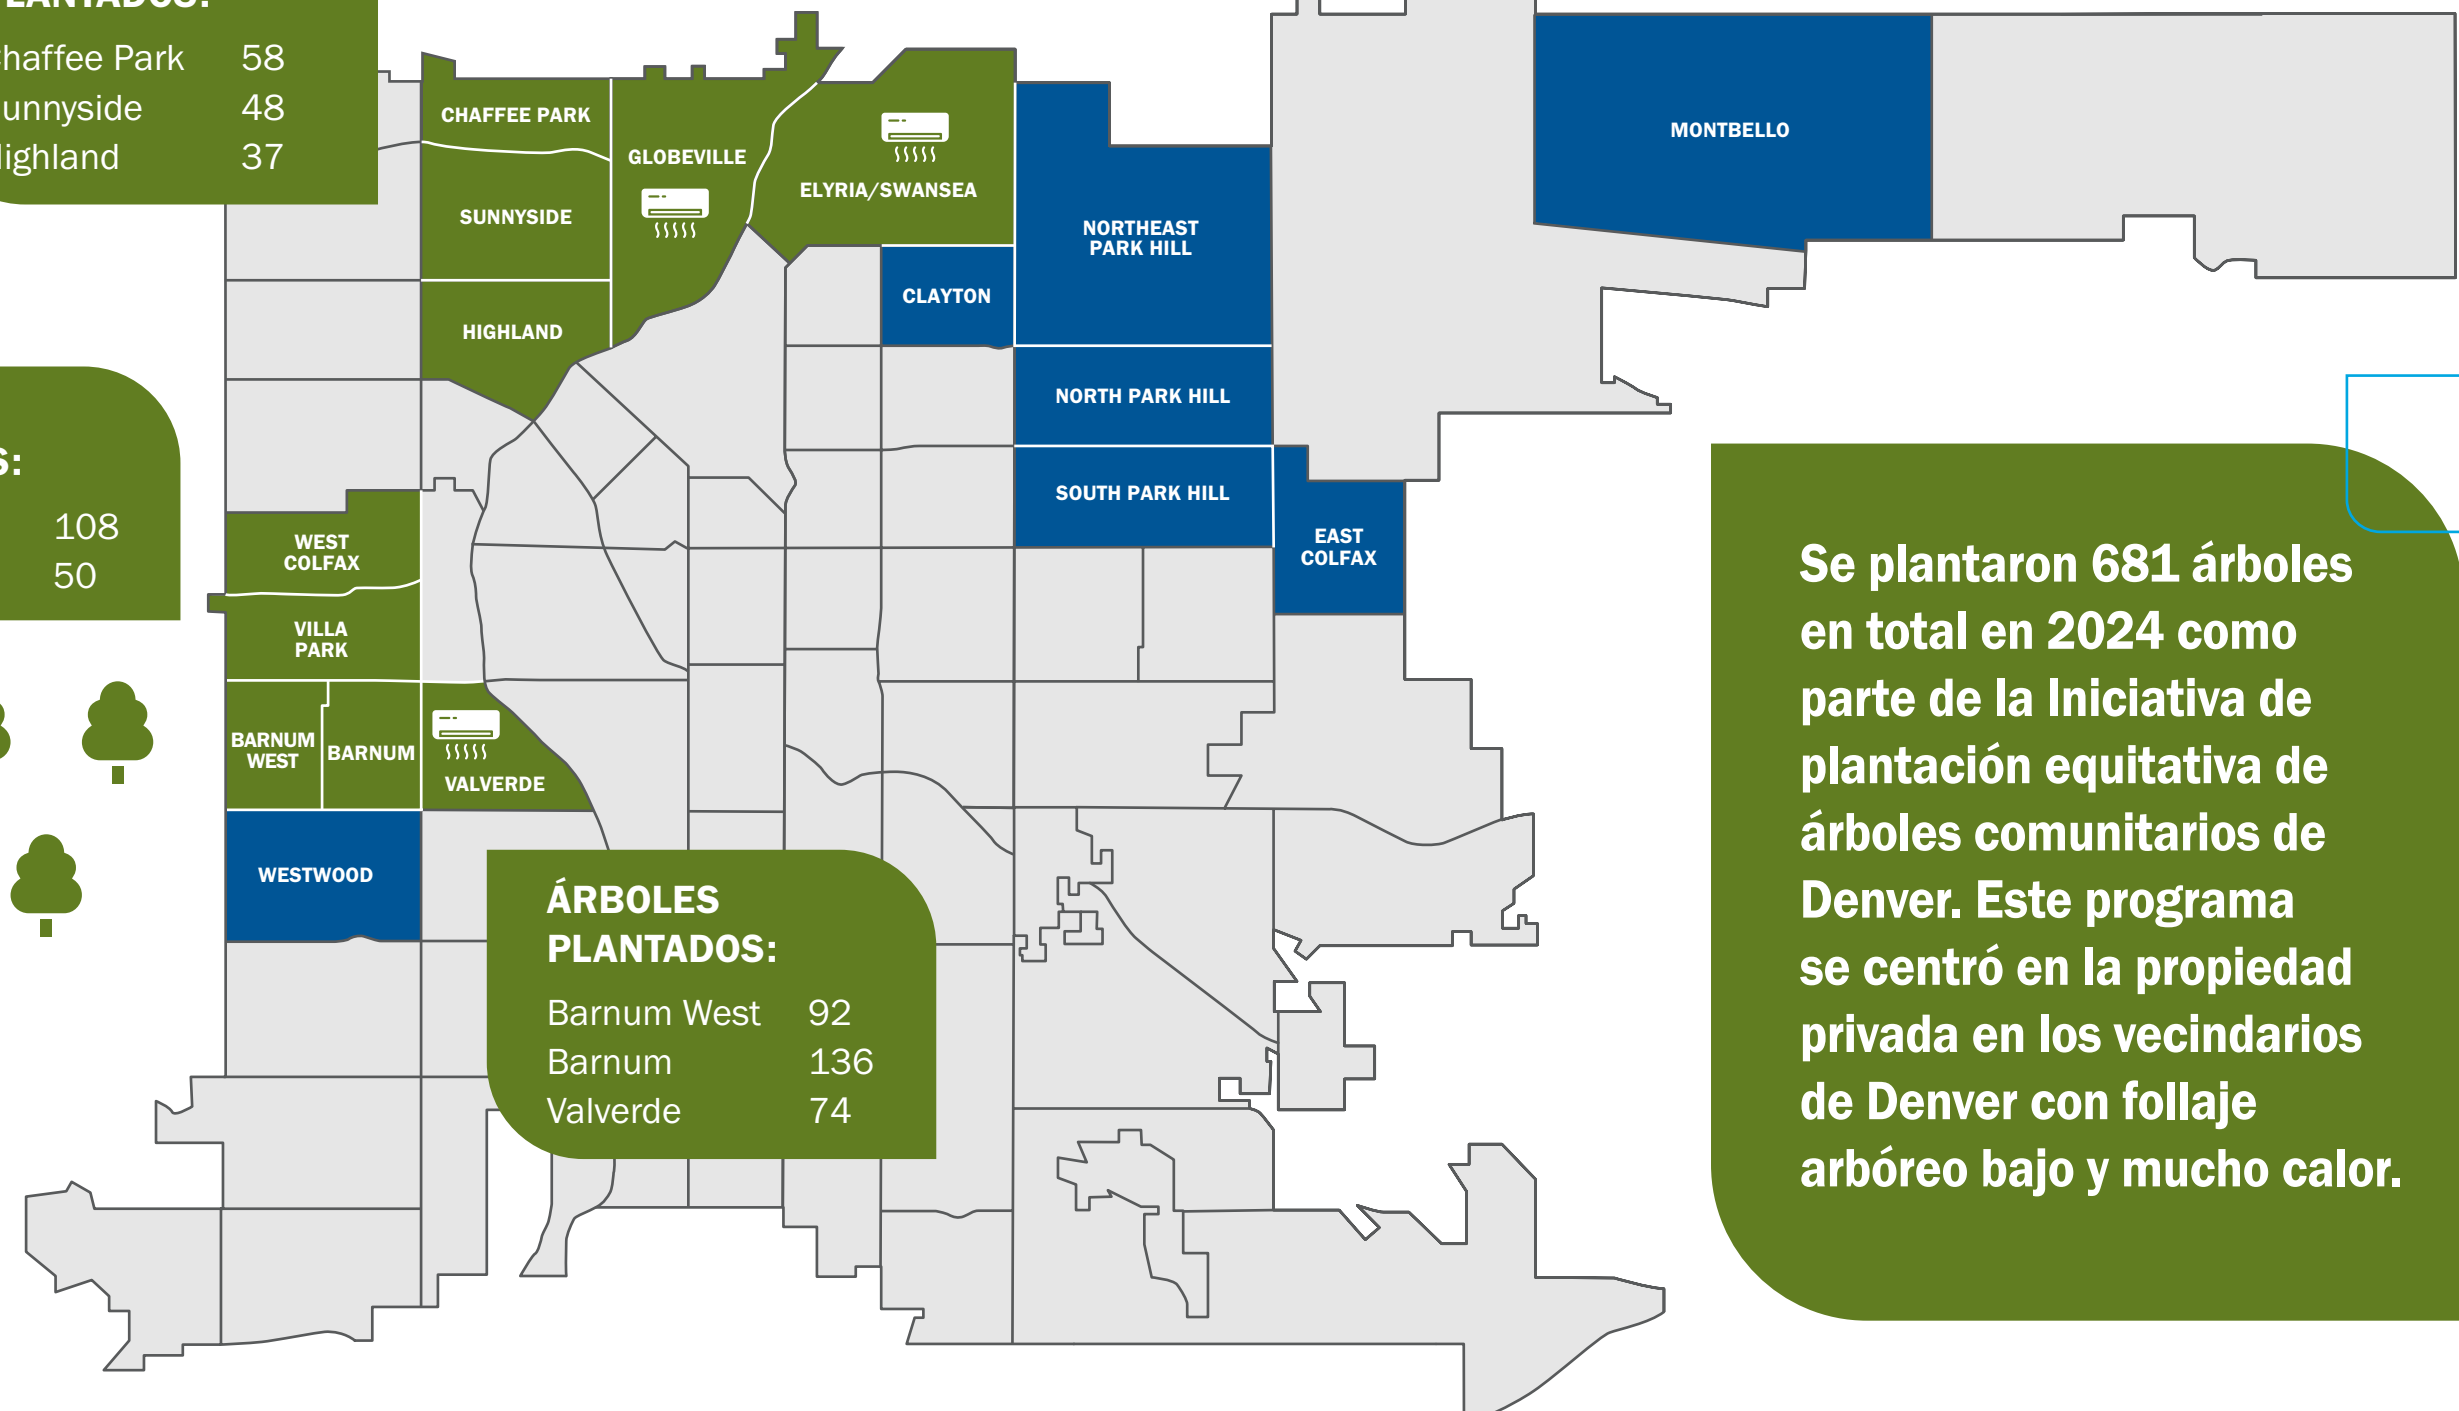 PLANTADOS:
Chaffee Park 58
Sunnyside 48
Highland 37
108
50
CHAFFEE PARK
SUNNYSIDE
HIGHLAND
GLOBEVILLE
ELYRIA/SWANSEA
CLAYTON
NORTHEAST
PARK HILL
NORTH PARK HILL
SOUTH PARK HILL
EAST
COLFAX
MONTBELLO
WEST
COLFAX
VILLA
PARK
BARNUM
WEST
BARNUM
VALVERDE
WESTWOOD
ÁRBOLES
PLANTADOS:
Barnum West 92
Barnum 136
Valverde 74
Se plantaron 681 árboles
en total en 2024 como
parte de la Iniciativa de
plantación equitativa de
árboles comunitarios de
Denver. Este programa
se centró en la propiedad
privada en los vecindarios
de Denver con follaje
arbóreo bajo y mucho calor.